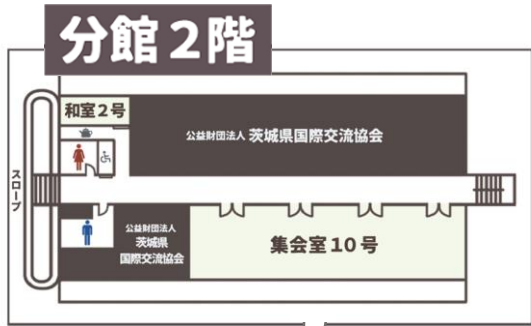 分館２階
和室２号
公益財団法人 茨城県国際交流協会
スロープ
公益財団法人
茨城県
国際交流協会
集会室10号